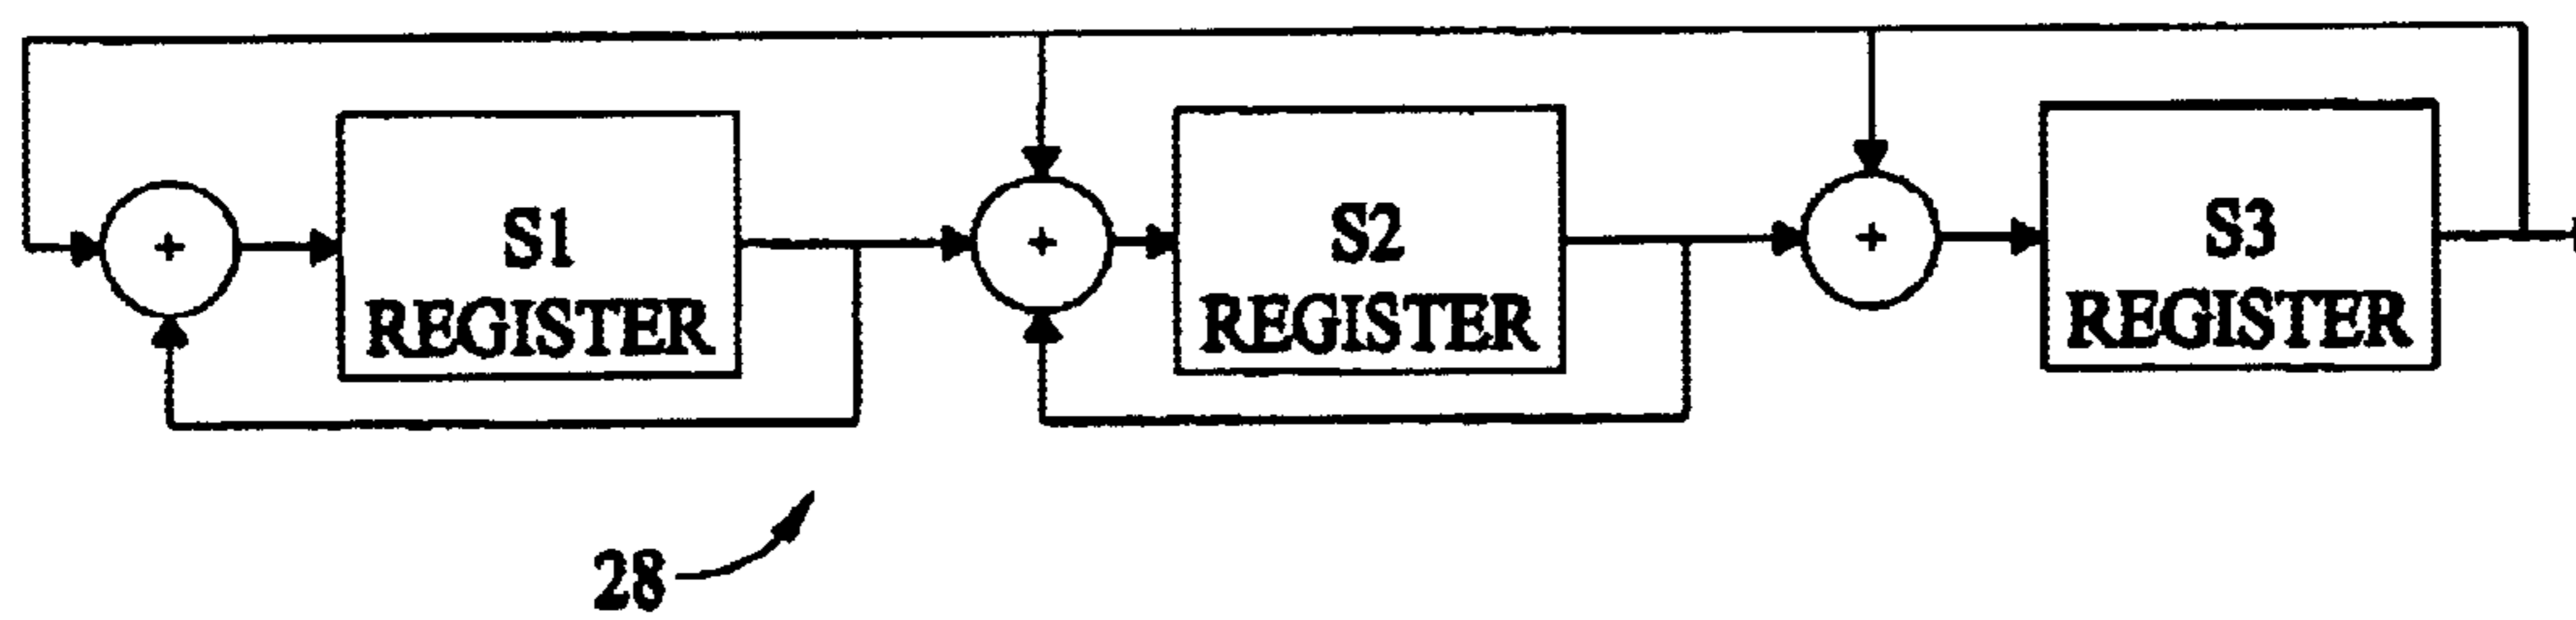 +
S1
REGISTER
+
S2
REGISTER
+
S3
REGISTER
28